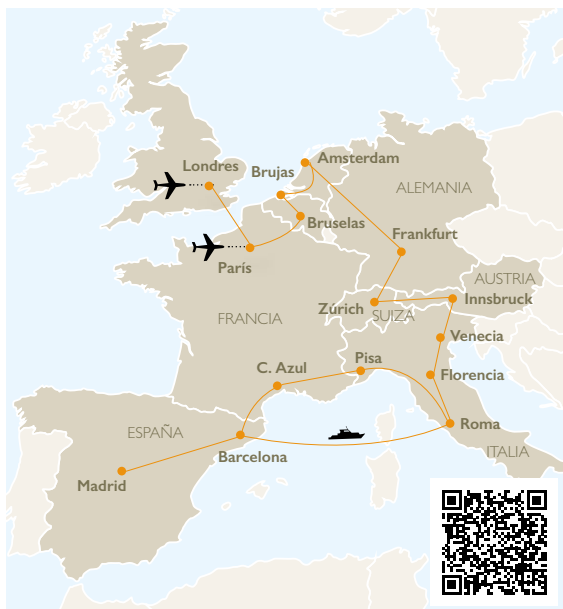 Londres
Brujas
Amsterdam
ALEMANIA
Bruselas
Frankfurt
París
AUSTRIA
Innsbruck
Zúrich
SUIZA
FRANCIA
Venecia
Pisa
C. Azul
Florencia
Roma
ESPAÑA
ITALIA
Barcelona
Madrid